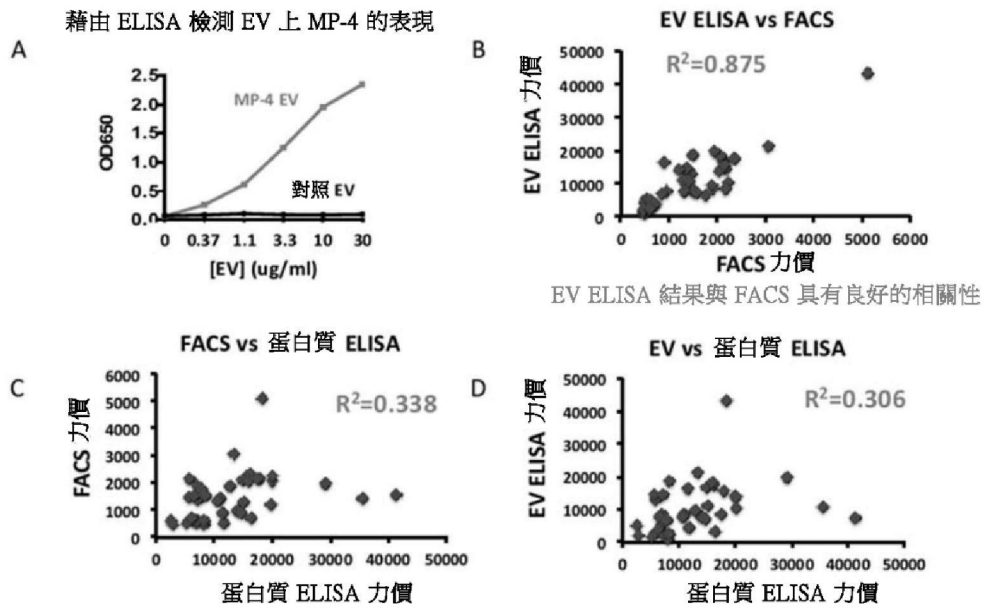 藉由 ELISA 檢測 EV 上 MP-4 的表現
A
2.5
2.0
1.5
1.0
0.5
0.0
OD650
MP-4 EV
對照 EV
0 0.37 1.1 3.3 10 30
[EV] (ug/ml)
B
EV ELISA vs FACS
R²=0.875
50000
40000
30000
20000
10000
0
EV ELISA 力價
0 1000 2000 3000 4000 5000 6000
FACS 力價
EV ELISA 結果與 FACS 具有良好的相關性
C
FACS vs 蛋白質 ELISA
R²=0.338
6000
5000
4000
3000
2000
1000
0
FACS 力價
0 10000 20000 30000 40000 50000
蛋白質 ELISA 力價
D
EV vs 蛋白質 ELISA
R²=0.306
50000
40000
30000
20000
10000
0
EV ELISA 力價
0 10000 20000 30000 40000 50000
蛋白質 ELISA 力價